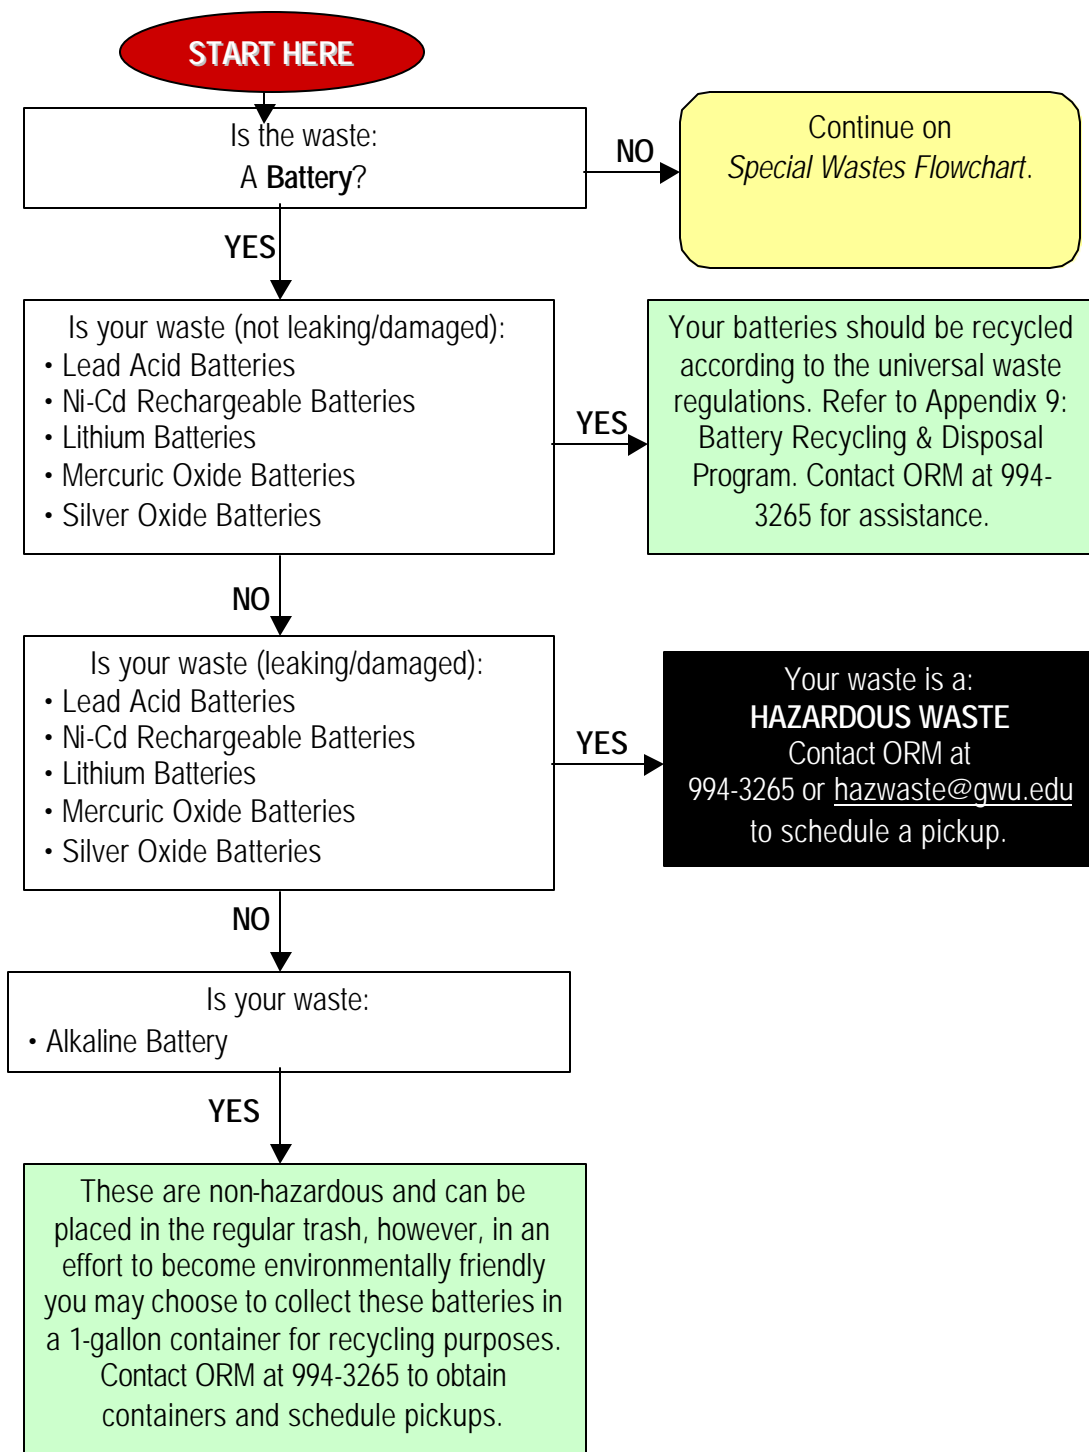 START HERE
Is the waste:
A Battery?
NO
Continue on
Special Wastes Flowchart.
YES
Is your waste (not leaking/damaged):
• Lead Acid Batteries
• Ni-Cd Rechargeable Batteries
• Lithium Batteries
• Mercuric Oxide Batteries
• Silver Oxide Batteries
YES
Your batteries should be recycled
according to the universal waste
regulations. Refer to Appendix 9:
Battery Recycling & Disposal
Program. Contact ORM at 994-
3265 for assistance.
NO
Is your waste (leaking/damaged):
• Lead Acid Batteries
• Ni-Cd Rechargeable Batteries
• Lithium Batteries
• Mercuric Oxide Batteries
• Silver Oxide Batteries
YES
Your waste is a:
HAZARDOUS WASTE
Contact ORM at
994-3265 or hazwaste@gwu.edu
to schedule a pickup.
NO
Is your waste:
• Alkaline Battery
YES
These are non-hazardous and can be
placed in the regular trash, however, in an
effort to become environmentally friendly
you may choose to collect these batteries in
a 1-gallon container for recycling purposes.
Contact ORM at 994-3265 to obtain
containers and schedule pickups.